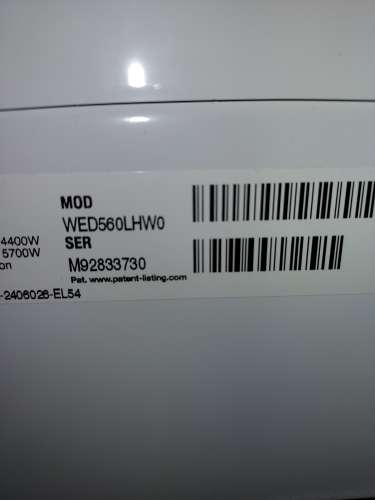 MOD
WED560LHW0
4400W
SER
5700W
on
M92833730
Pat. www.patent-listing.com
-2406026-EL54